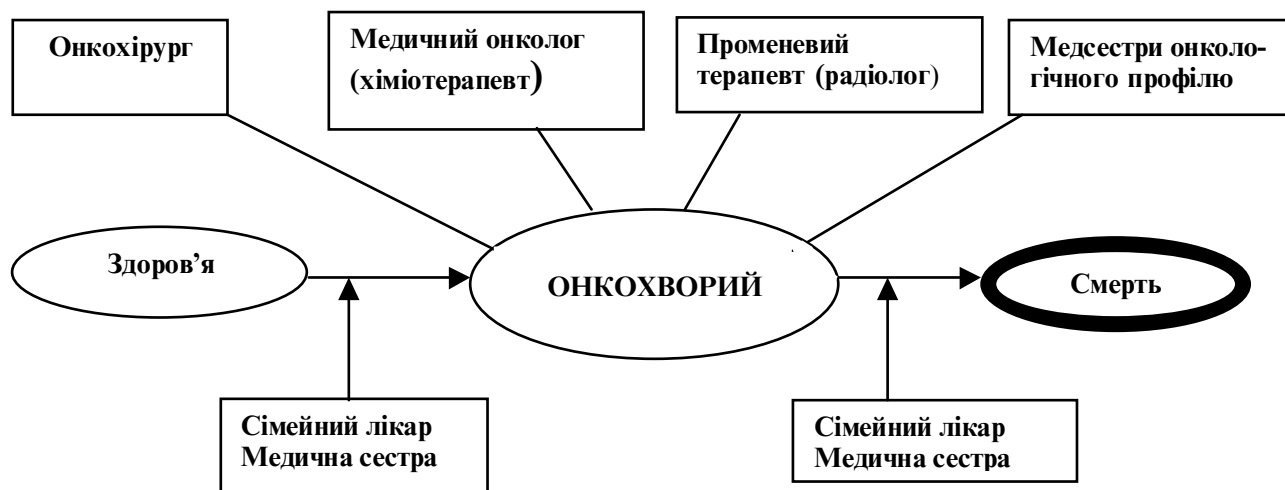 Онкохірург
Медичний онколог
(хіміотерапевт)
Променевий
терапевт (радіолог)
Медсестри онколо-
гічного профілю
Здоров’я
ОНКОХВОРИЙ
Смерть
Сімейний лікар
Медична сестра
Сімейний лікар
Медична сестра